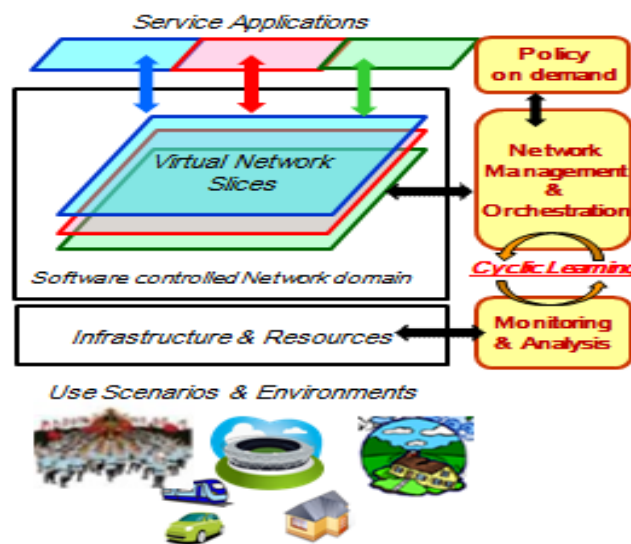 Service Applications
Policy
on demand
Virtual Network
Slices
Network
Management
&
Orchestration
Software controlled Network domain
Cyclic Learning
Infrastructure & Resources
Monitoring
& Analysis
Use Scenarios & Environments